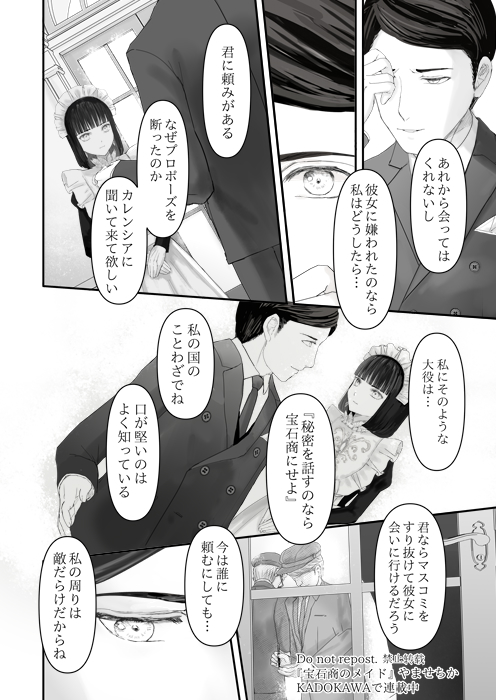 あれから会っては
くれないし
彼女に嫌われたのなら
私はどうしたら…
君に頼みがある
なぜプロポーズを
断ったのか
カレンシアに
聞いて来て欲しい
私にそのような
大役は…
『秘密を話すのなら
宝石商にせよ』
私の国の
ことわざでね
口が堅いのは
よく知っている
君ならマスコミを
すり抜けて彼女に
会いに行けるだろう
今は誰に
頼むにしても…
私の周りは
敵だらけだからね
Do not repost. 禁止転載
『宝石商のメイド』やませちか
KADOKAWAで連載中